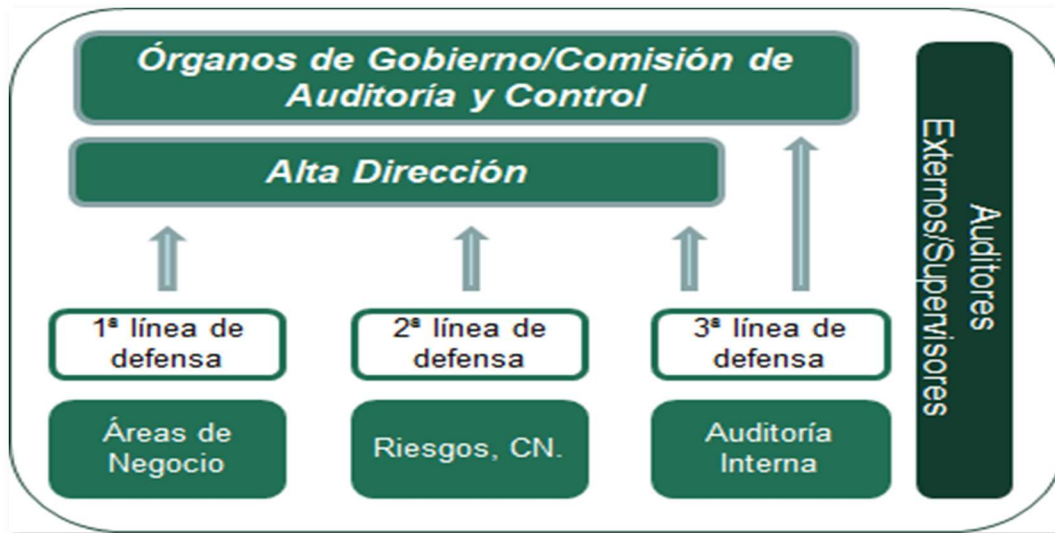 Órganos de Gobierno/Comisión de
Auditoría y Control
Alta Dirección
1ª línea de
defensa
2ª línea de
defensa
3ª línea de
defensa
Áreas de
Negocio
Riesgos, CN.
Auditoría
Interna
Auditores
Externos/Supervisores